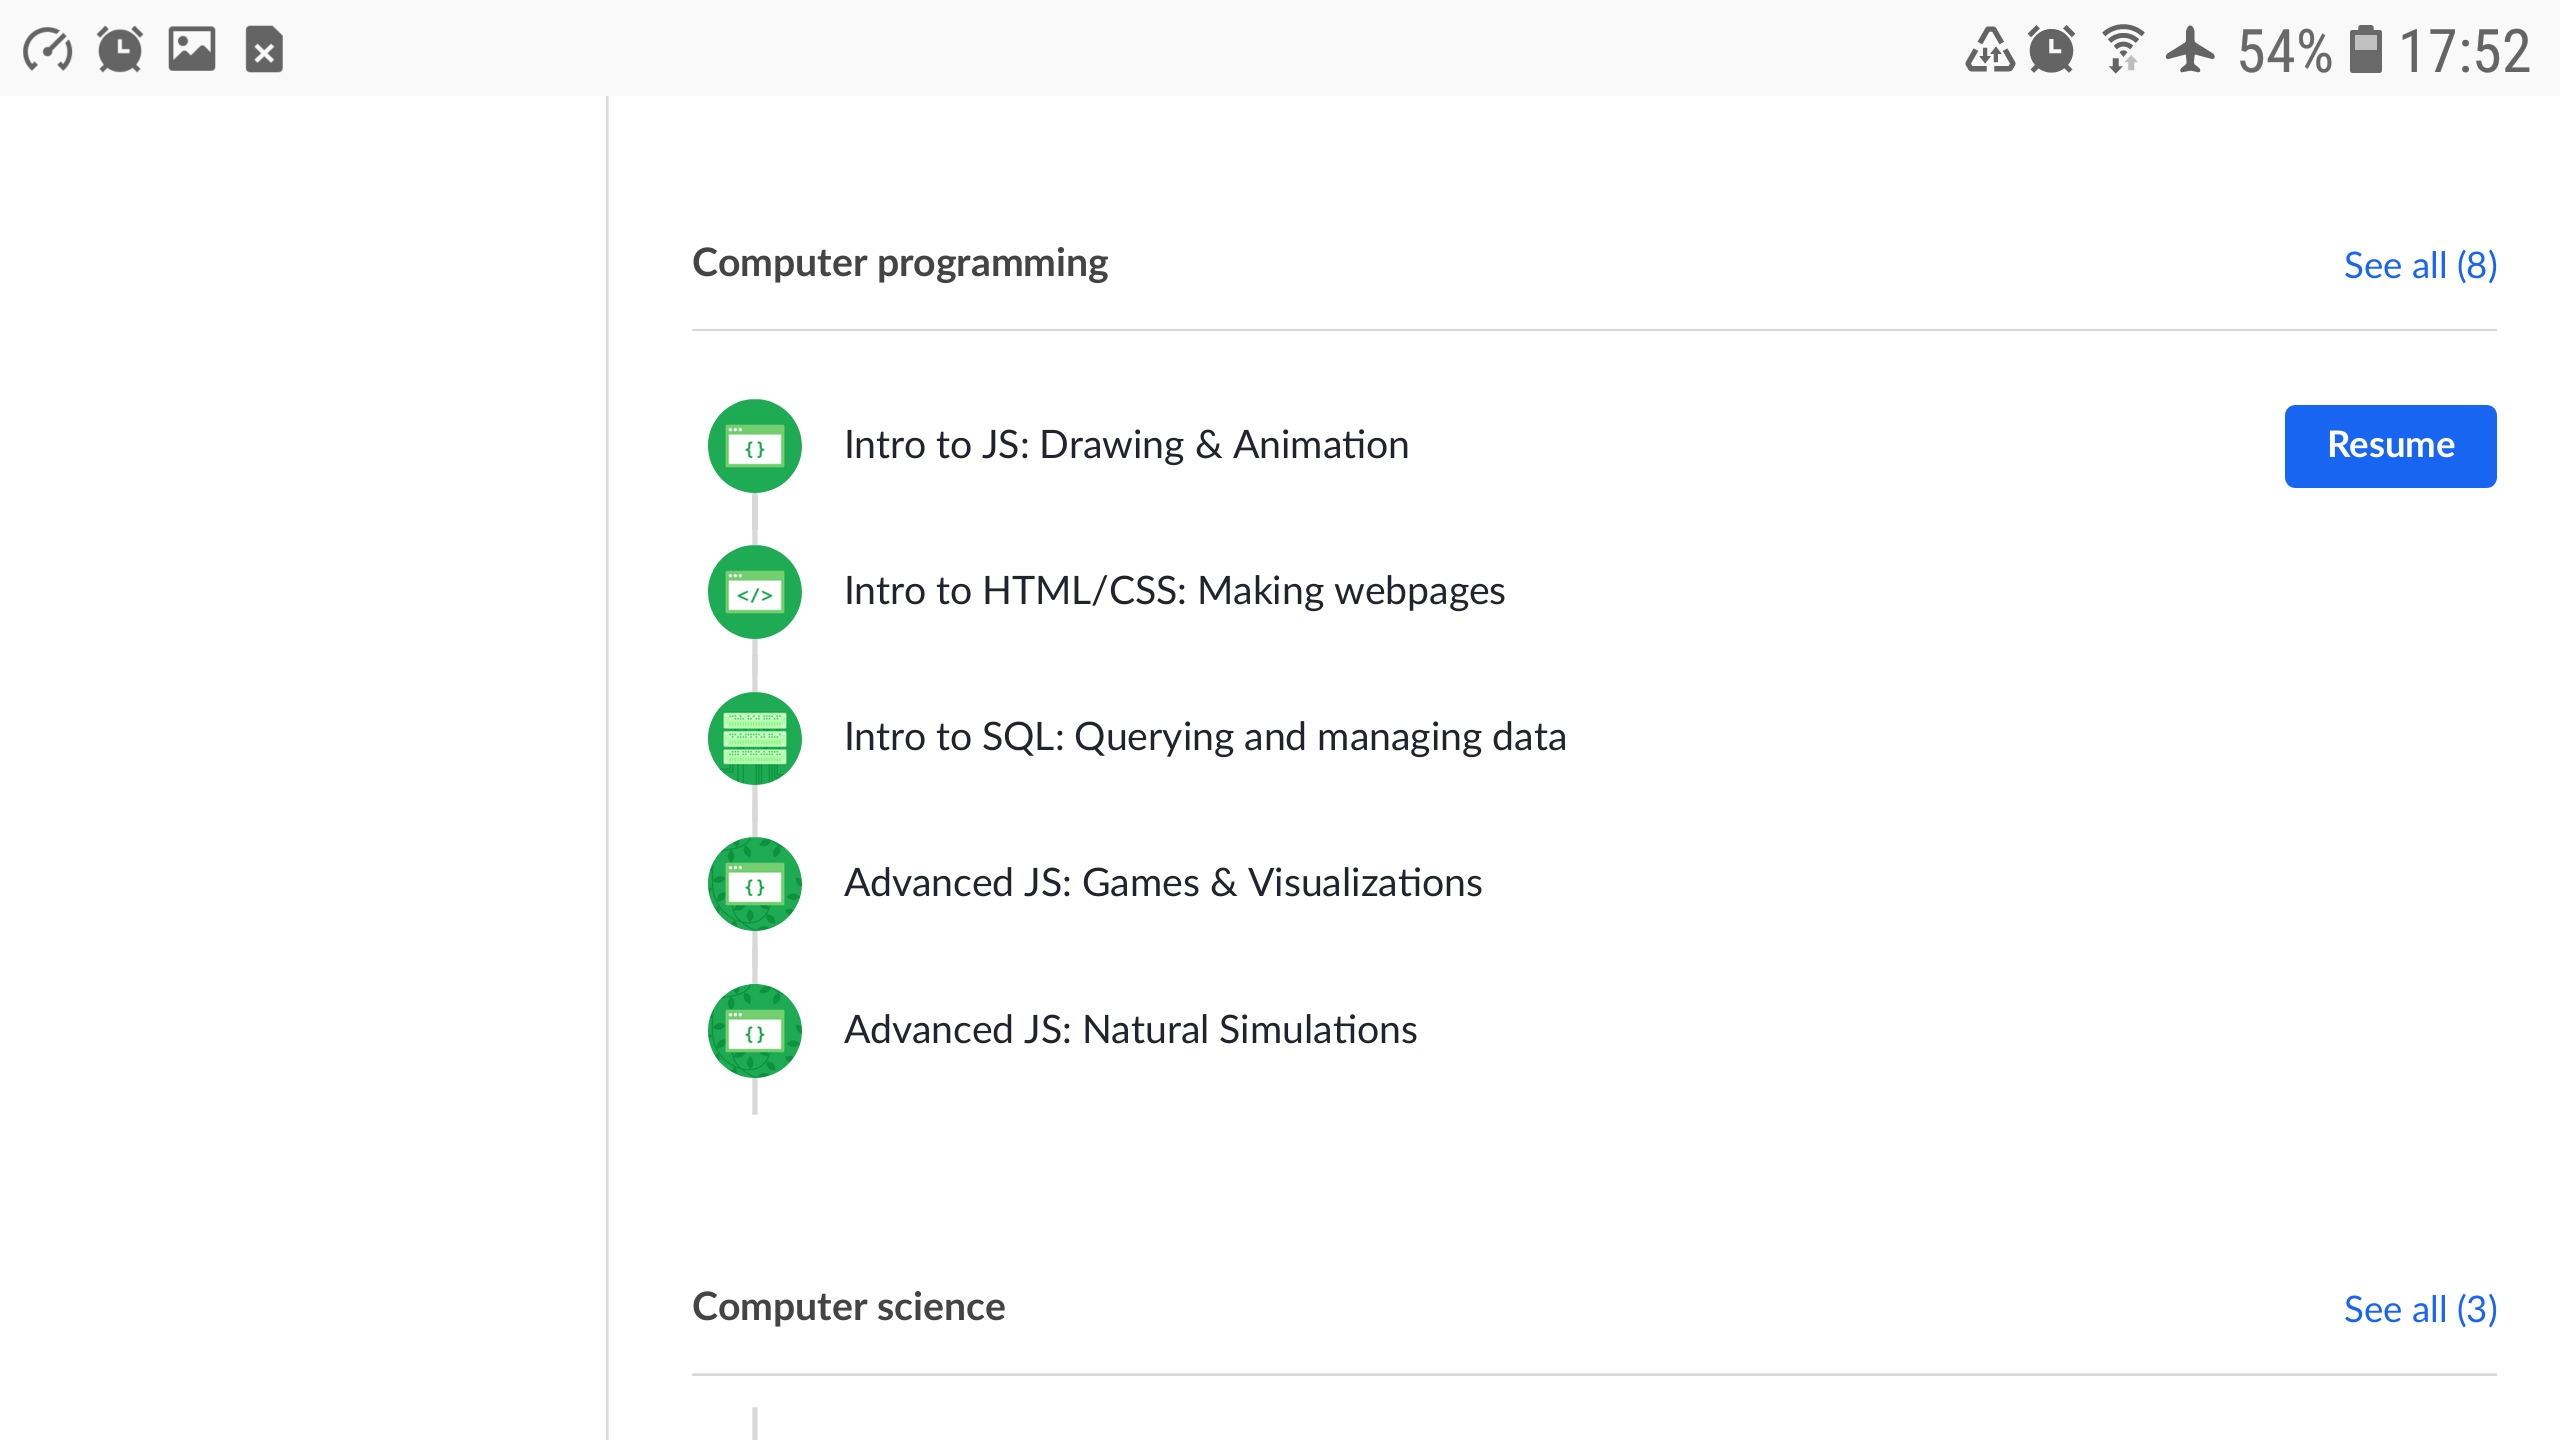 54% 17:52
Computer programming See all (8)
{} Intro to JS: Drawing & Animation Resume
</> Intro to HTML/CSS: Making webpages
Intro to SQL: Querying and managing data
{} Advanced JS: Games & Visualizations
{} Advanced JS: Natural Simulations
Computer science See all (3)